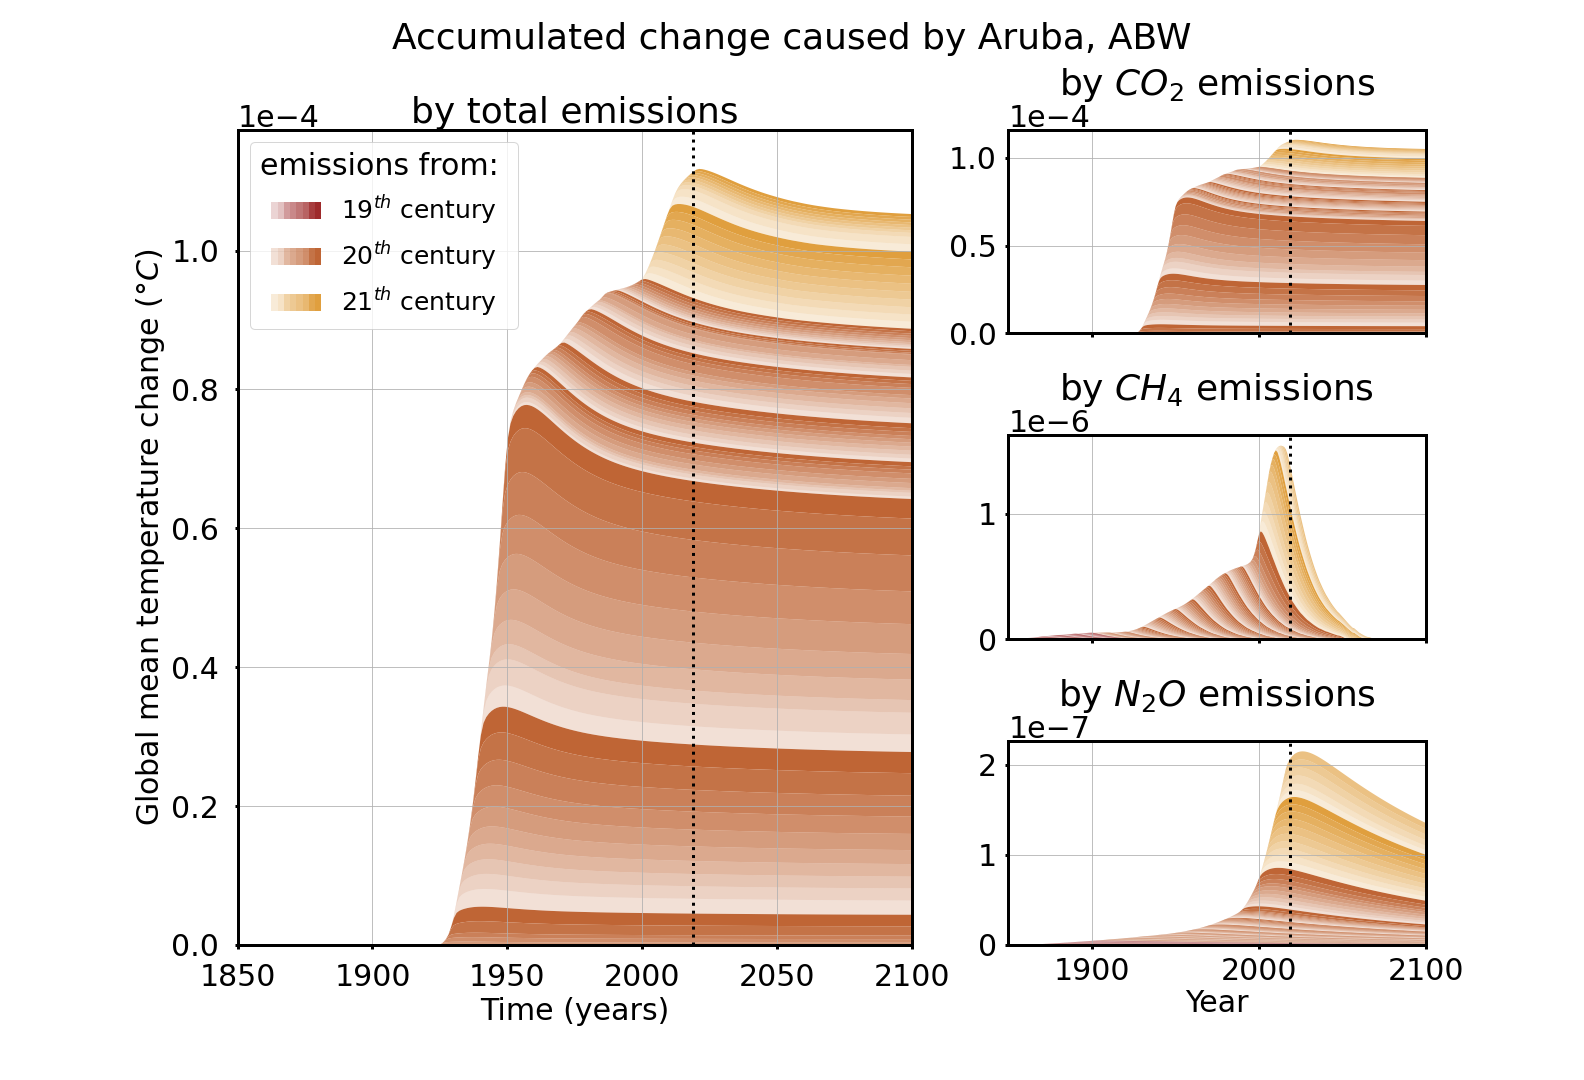 Accumulated change caused by Aruba, ABW
by total emissions
1e−4
emissions from:
19th century
20th century
21th century
Global mean temperature change (°C)
1.0
0.8
0.6
0.4
0.2
0.0
1850 1900 1950 2000 2050 2100
Time (years)
by CO₂ emissions
1e−4
1.0
0.5
0.0
by CH₄ emissions
1e−6
1
0
by N₂O emissions
1e−7
2
1
0
1900 2000 2100
Year